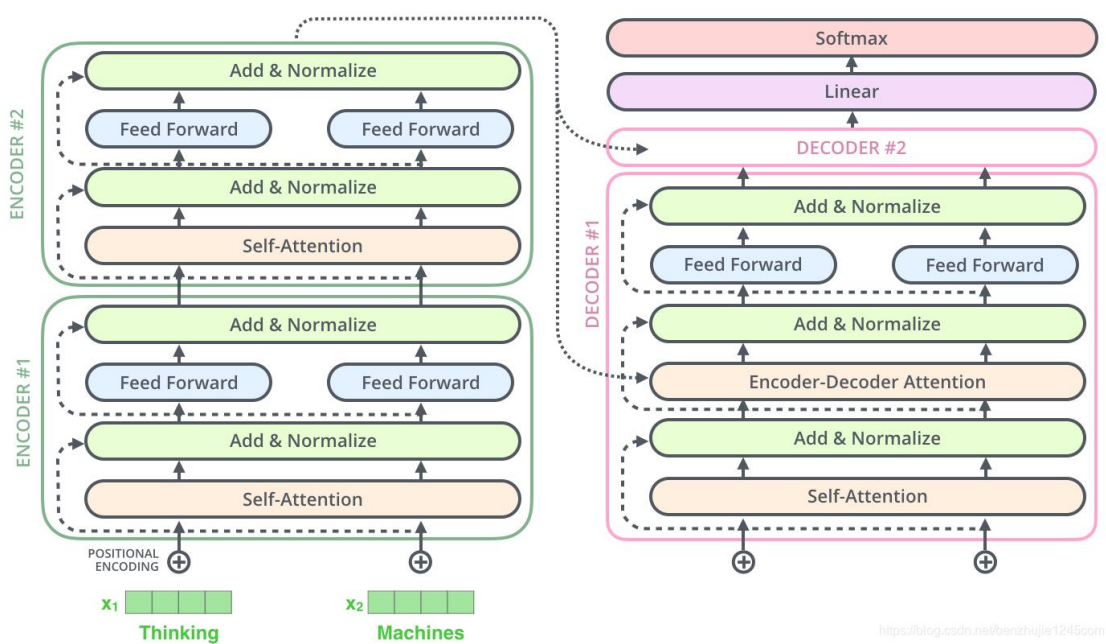 ENCODER #2
Add & Normalize
Feed Forward
Feed Forward
Add & Normalize
Self-Attention
ENCODER #1
Add & Normalize
Feed Forward
Feed Forward
Add & Normalize
Self-Attention
POSITIONAL
ENCODING
x1
x2
Thinking
Machines
Softmax
Linear
DECODER #2
DECODER #1
Add & Normalize
Feed Forward
Feed Forward
Add & Normalize
Encoder-Decoder Attention
Add & Normalize
Self-Attention
https://blog.csdn.net/benzhujie1245com